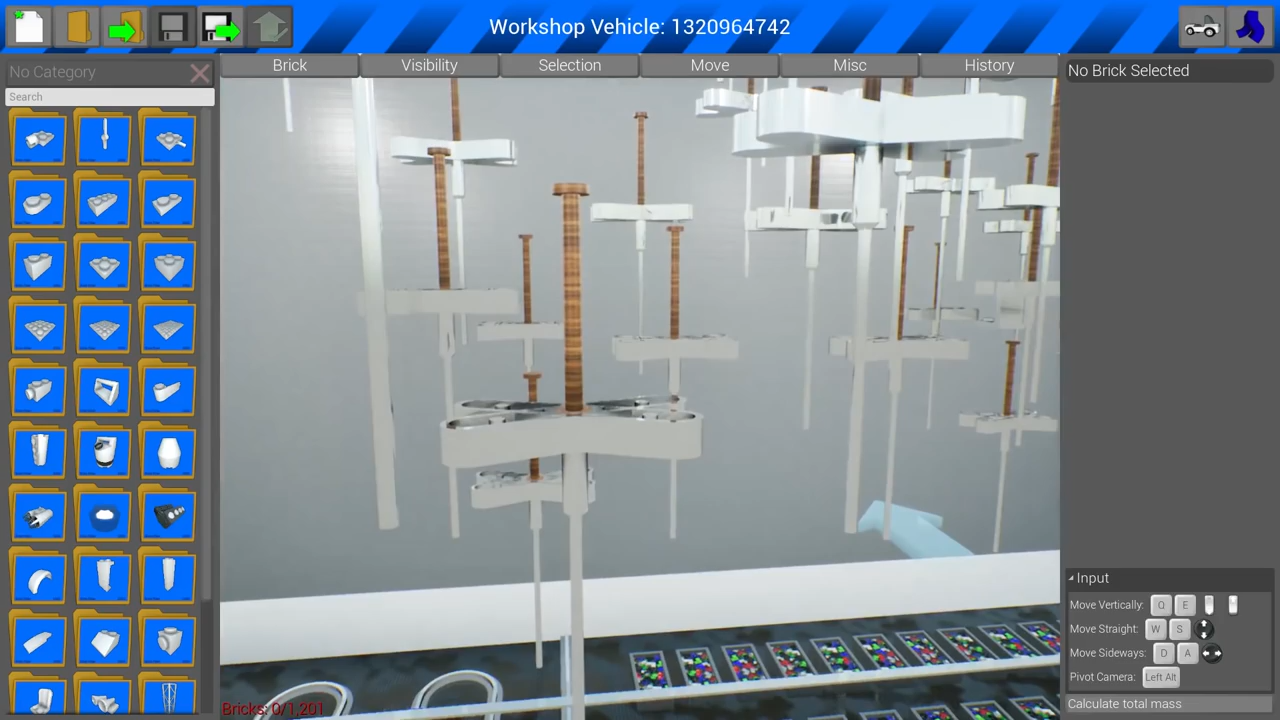 Workshop Vehicle: 1320964742
No Category
Search
Brick
Visibility
Selection
Move
Misc
History
No Brick Selected
Bricks: 0/1,201
Input
Move Vertically: Q E
Move Straight: W S
Move Sideways: D A
Pivot Camera: Left Alt
Calculate total mass